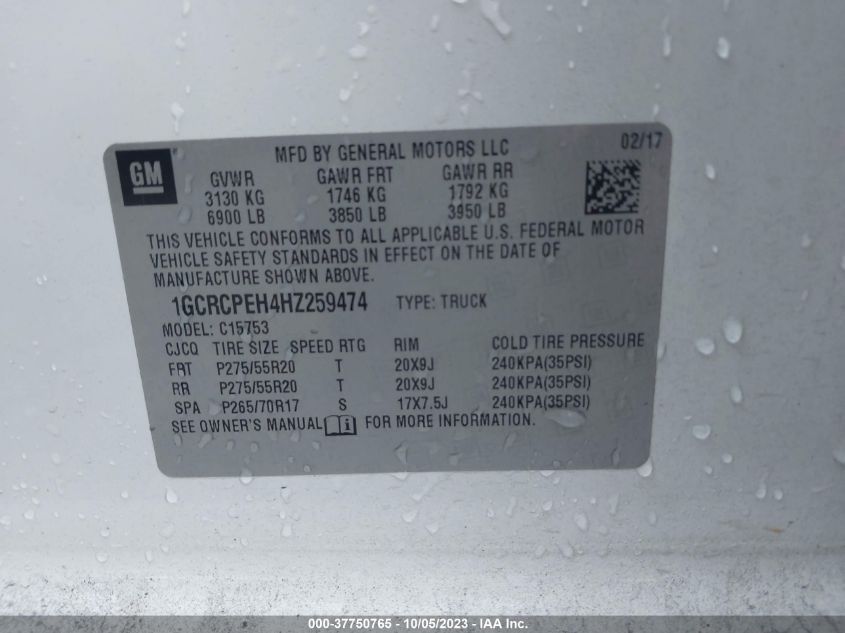 GM
MFD BY GENERAL MOTORS LLC 02/17
GVWR GAWR FRT GAWR RR
3130 KG 1746 KG 1792 KG
6900 LB 3850 LB 3950 LB
THIS VEHICLE CONFORMS TO ALL APPLICABLE U.S. FEDERAL MOTOR
VEHICLE SAFETY STANDARDS IN EFFECT ON THE DATE OF
MANUFACTURE SHOWN ABOVE.
1GCRCPEH4HZ259474 TYPE: TRUCK
MODEL: C15753
CJCQ TIRE SIZE SPEED RTG RIM COLD TIRE PRESSURE
FRT P275/55R20 T 20X9J 240KPA(35PSI)
RR P275/55R20 T 20X9J 240KPA(35PSI)
SPA P265/70R17 S 17X7.5J 240KPA(35PSI)
SEE OWNER'S MANUAL FOR MORE INFORMATION.
000-37750765 - 10/05/2023 - IAA Inc.